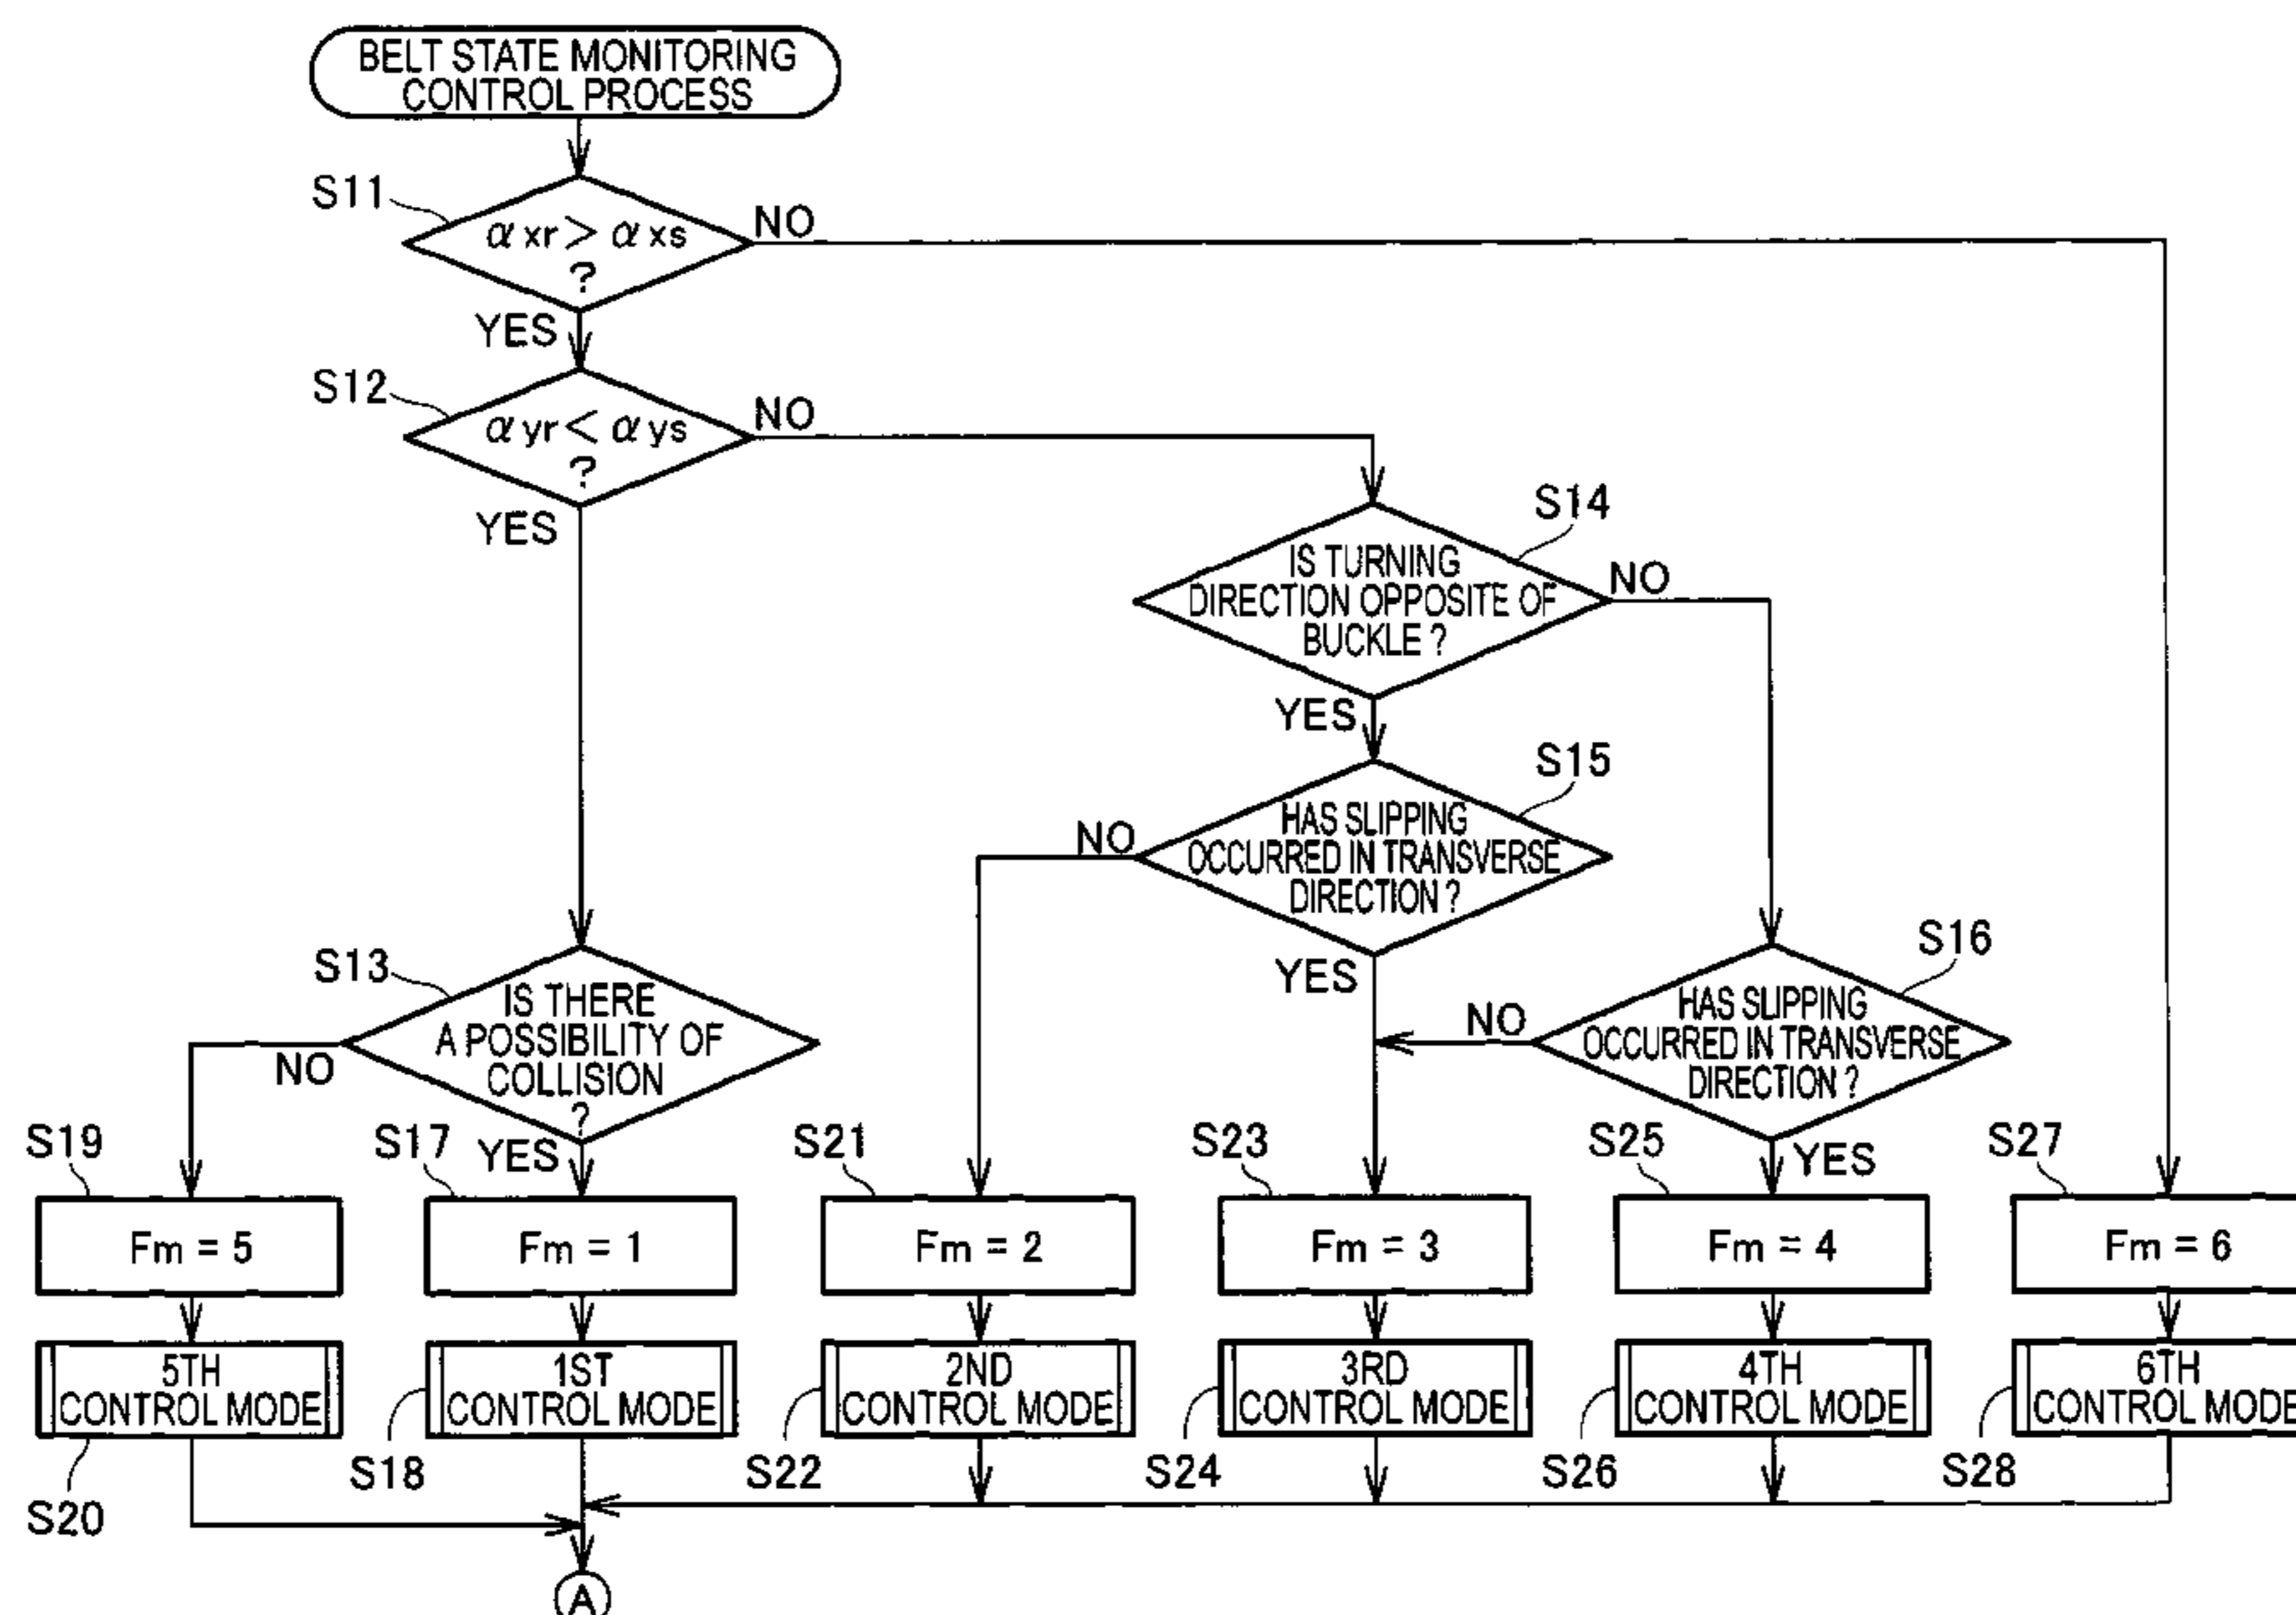 BELT STATE MONITORING
CONTROL PROCESS
S11
αxr > αxs
?
NO
YES
S12
αyr < αys
?
NO
YES
S14
IS TURNING
DIRECTION OPPOSITE OF
BUCKLE ?
NO
YES
S15
HAS SLIPPING
OCCURRED IN TRANSVERSE
DIRECTION ?
NO
YES
S13
IS THERE
A POSSIBILITY OF
COLLISION
?
NO
YES
S16
HAS SLIPPING
OCCURRED IN TRANSVERSE
DIRECTION ?
NO
YES
S19
Fm = 5
S17
Fm = 1
S21
Fm = 2
S23
Fm = 3
S25
Fm = 4
S27
Fm = 6
5TH
CONTROL MODE
S20
1ST
CONTROL MODE
S18
2ND
CONTROL MODE
S22
3RD
CONTROL MODE
S24
4TH
CONTROL MODE
S26
6TH
CONTROL MODE
S28
A